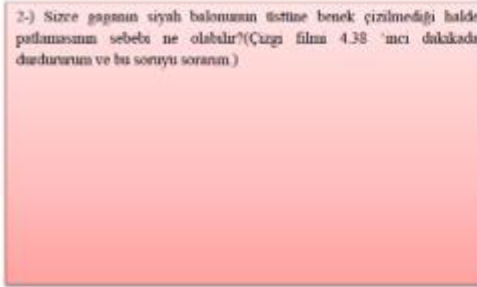 2-) Sizce gaganın siyah balonunun üstüne benek çizilmediği halde
patlamasının sebebi ne olabilir?(Çizgi filmi 4.38 'inci dakikada
durdururum ve bu soruyu sorarım.)